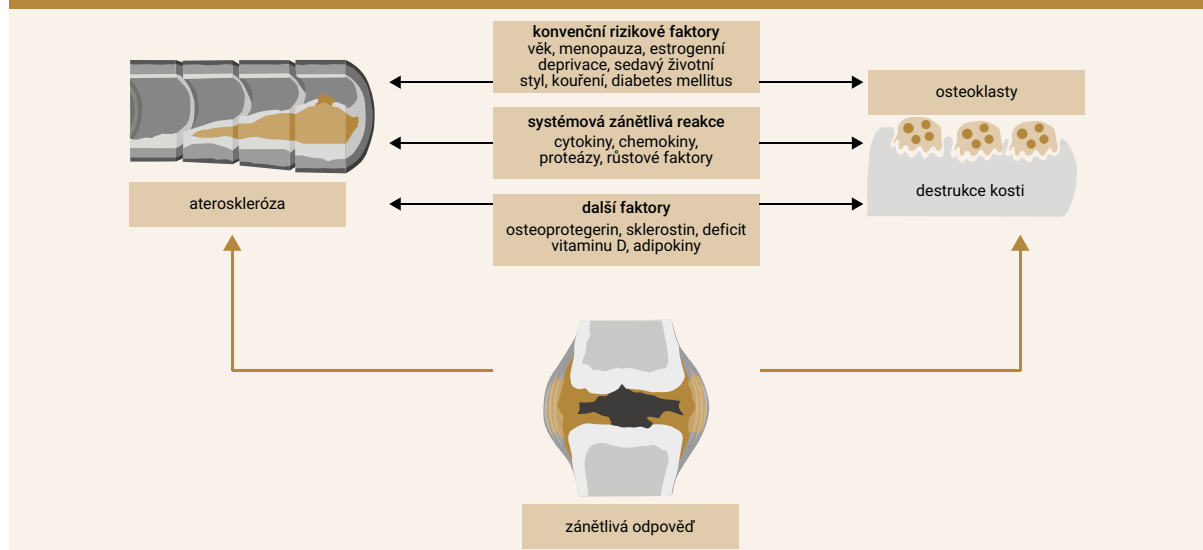 konvenční rizikové faktory
věk, menopauza, estrogenní
deprivace, sedavý životní
styl, kouření, diabetes mellitus
osteoklasty
systémová zánětlivá reakce
cytokiny, chemokiny,
proteázy, růstové faktory
ateroskleróza
destrukce kosti
další faktory
osteoprotegerin, sklerostin, deficit
vitaminu D, adipokiny
zánětlivá odpověď